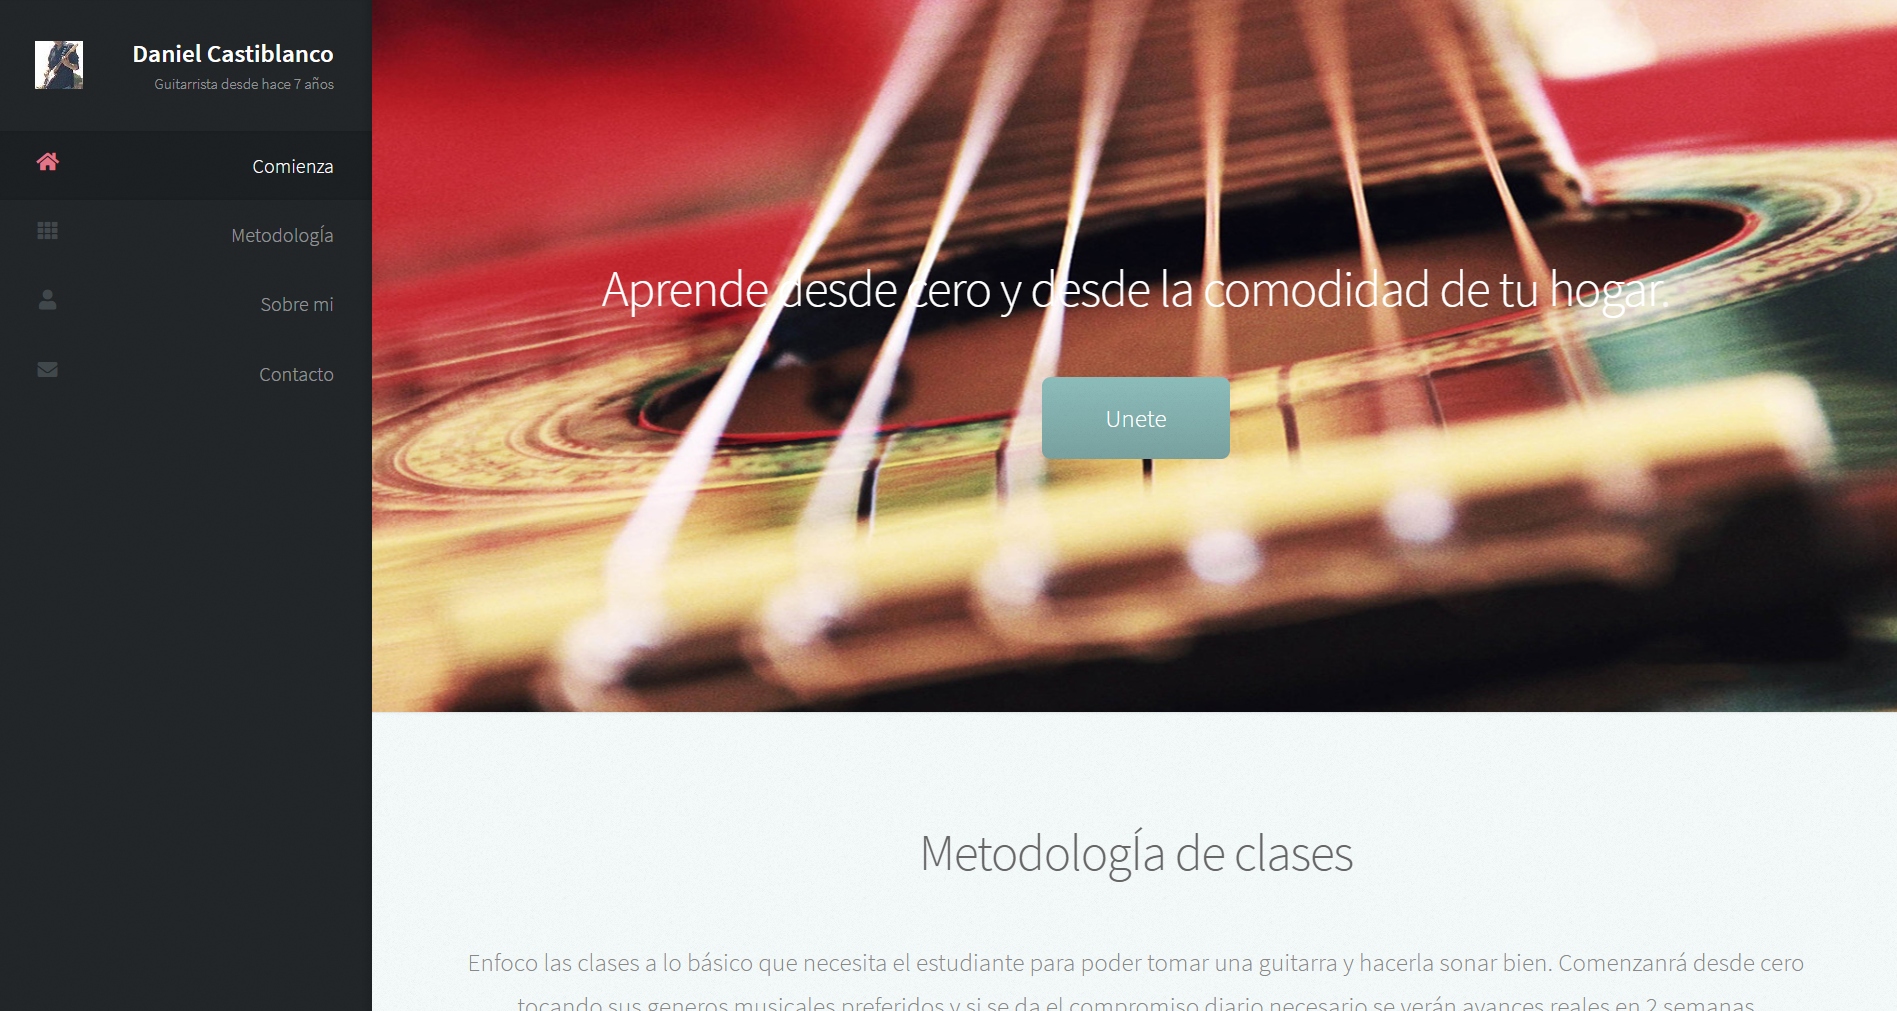 Daniel Castiblanco
Guitarrista desde hace 7 años
Comienza
Metodología
Sobre mi
Contacto
Aprende desde cero y desde la comodidad de tu hogar.
Unete
MetodologÍa de clases
Enfoco las clases a lo básico que necesita el estudiante para poder tomar una guitarra y hacerla sonar bien. Comenzanrá desde cero
tocando sus generos musicales preferidos y si se da el compromiso diario necesario se verán avances reales en 2 semanas